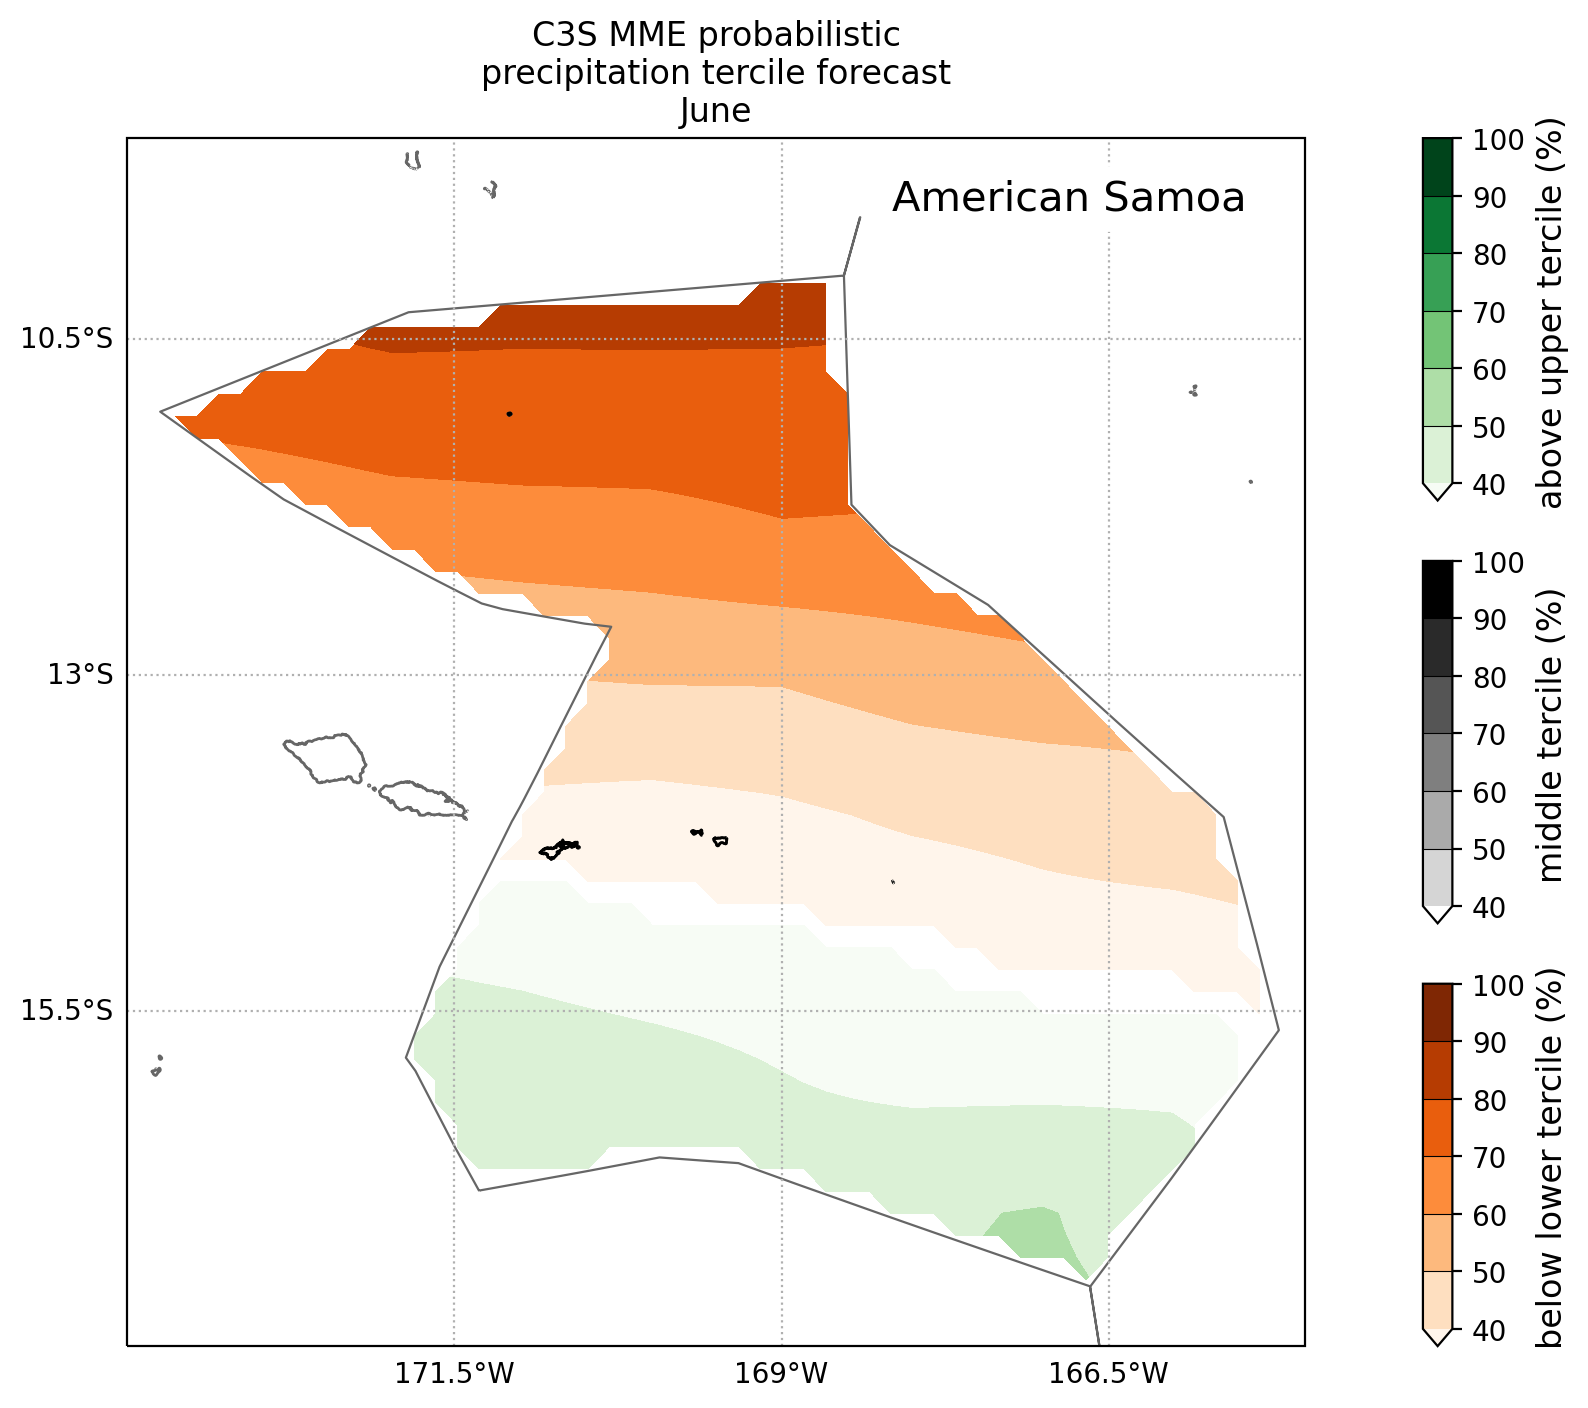 C3S MME probabilistic
precipitation tercile forecast
June
American Samoa
10.5°S
13°S
15.5°S
171.5°W
169°W
166.5°W
100
90
80
70
60
50
40
above upper tercile (%)
100
90
80
70
60
50
40
middle tercile (%)
100
90
80
70
60
50
40
below lower tercile (%)